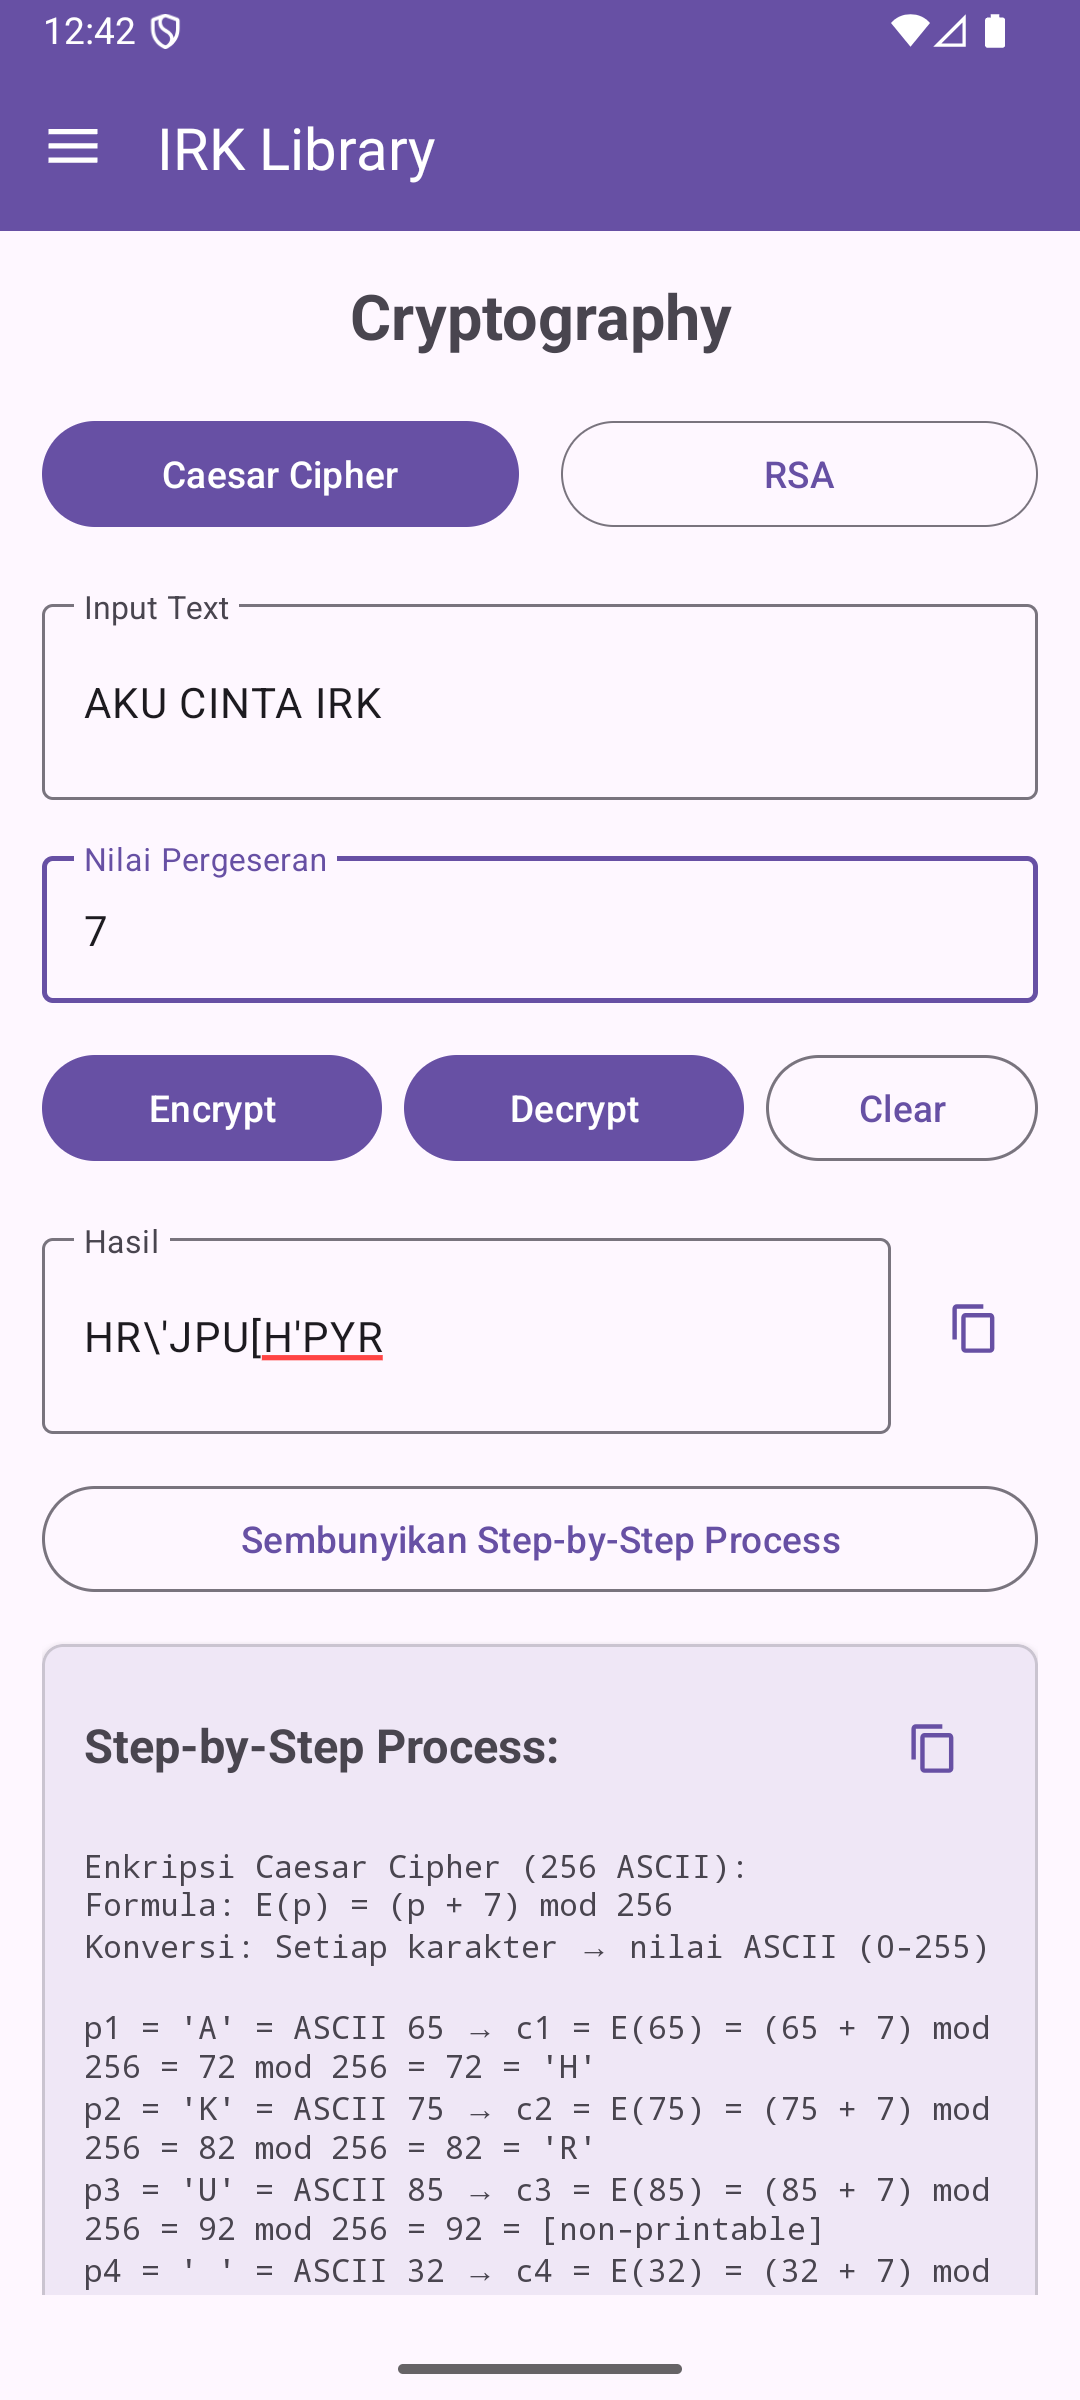 12:42
IRK Library
Cryptography
Caesar Cipher
RSA
Input Text
AKU CINTA IRK
Nilai Pergeseran
7
Encrypt
Decrypt
Clear
Hasil
HR\'JPU[H'PYR
Sembunyikan Step-by-Step Process
Step-by-Step Process:
Enkripsi Caesar Cipher (256 ASCII):
Formula: E(p) = (p + 7) mod 256
Konversi: Setiap karakter → nilai ASCII (0-255)
p1 = 'A' = ASCII 65 → c1 = E(65) = (65 + 7) mod
256 = 72 mod 256 = 72 = 'H'
p2 = 'K' = ASCII 75 → c2 = E(75) = (75 + 7) mod
256 = 82 mod 256 = 82 = 'R'
p3 = 'U' = ASCII 85 → c3 = E(85) = (85 + 7) mod
256 = 92 mod 256 = 92 = [non-printable]
p4 = ' ' = ASCII 32 → c4 = E(32) = (32 + 7) mod